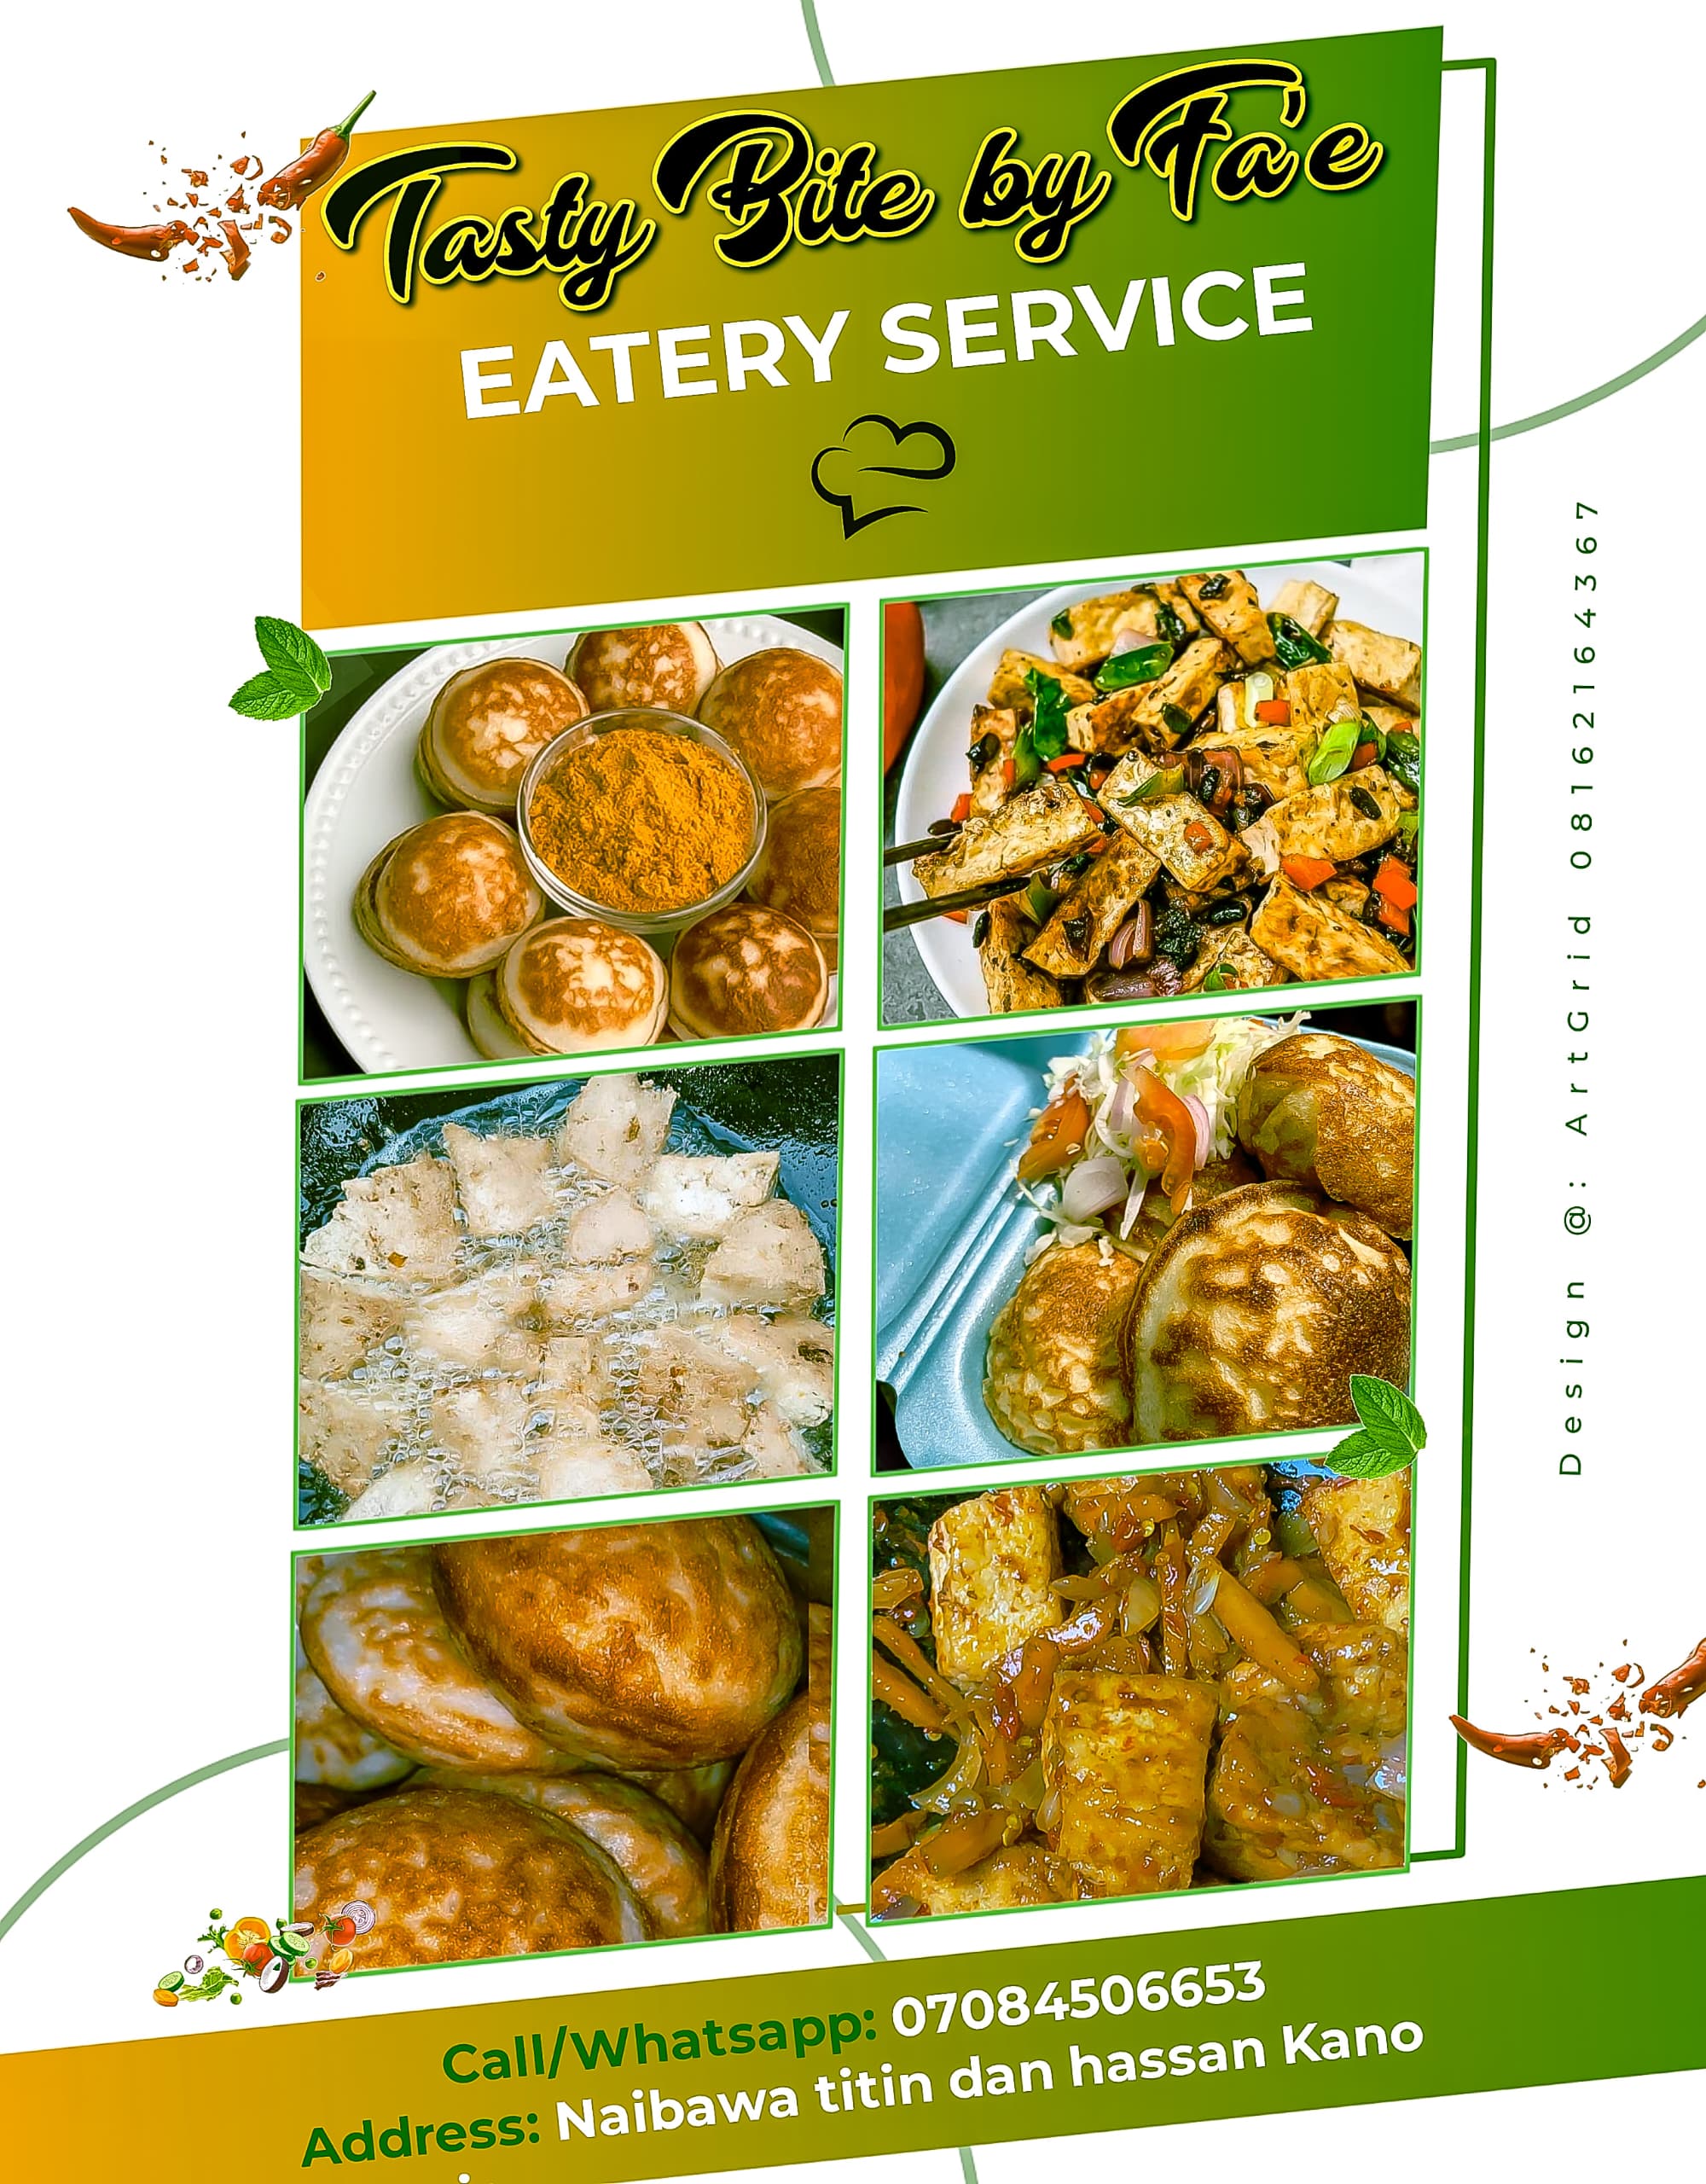 Tasty Bite by Fa'e
EATERY SERVICE
Design @: ArtGrid 08162164367
Call/Whatsapp: 07084506653
Address: Naibawa titin dan hassan Kano